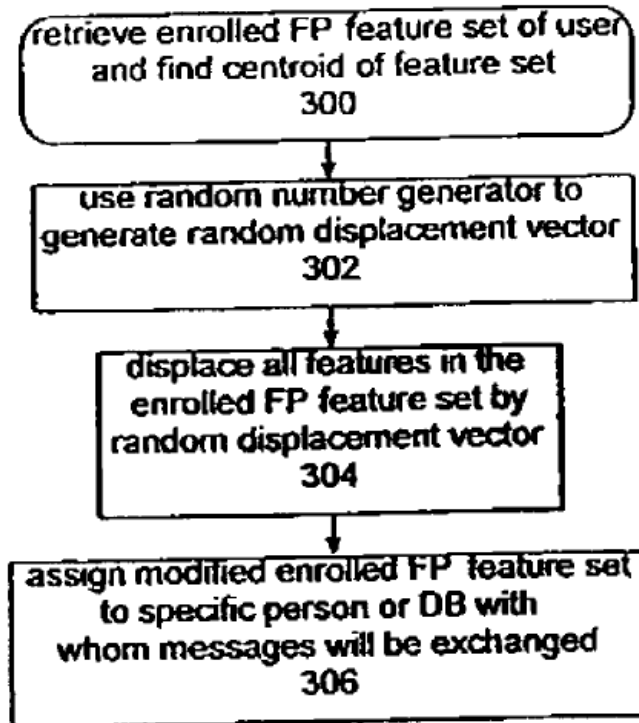 retrieve enrolled FP feature set of user
and find centroid of feature set
300
use random number generator to
generate random displacement vector
302
displace all features in the
enrolled FP feature set by
random displacement vector
304
assign modified enrolled FP feature set
to specific person or DB with
whom messages will be exchanged
306